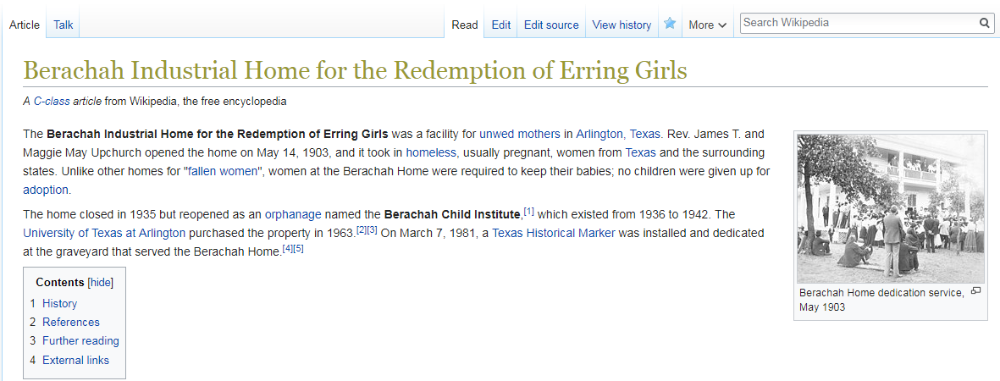 Article Talk Read Edit Edit source View history More Search Wikipedia
Berachah Industrial Home for the Redemption of Erring Girls
A C-class article from Wikipedia, the free encyclopedia
The Berachah Industrial Home for the Redemption of Erring Girls was a facility for unwed mothers in Arlington, Texas. Rev. James T. and
Maggie May Upchurch opened the home on May 14, 1903, and it took in homeless, usually pregnant, women from Texas and the surrounding
states. Unlike other homes for "fallen women", women at the Berachah Home were required to keep their babies; no children were given up for
adoption.
The home closed in 1935 but reopened as an orphanage named the Berachah Child Institute,[1] which existed from 1936 to 1942. The
University of Texas at Arlington purchased the property in 1963.[2][3] On March 7, 1981, a Texas Historical Marker was installed and dedicated
at the graveyard that served the Berachah Home.[4][5]
Berachah Home dedication service,
May 1903
Contents [hide]
1 History
2 References
3 Further reading
4 External links